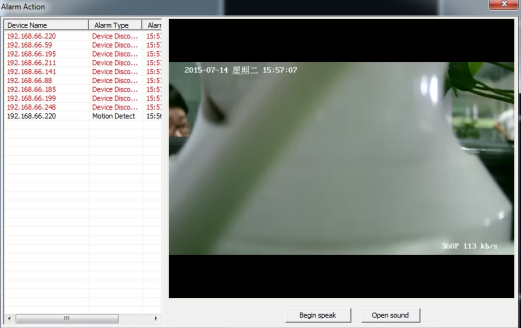 Alarm Action
Device Name Alarm Type Alarr
192.168.66.220 Device Disco... 15:57
192.168.66.59 Device Disco... 15:57
192.168.66.195 Device Disco... 15:57
192.168.66.211 Device Disco... 15:57
192.168.66.141 Device Disco... 15:57
192.168.66.88 Device Disco... 15:57
192.168.66.185 Device Disco... 15:57
192.168.66.199 Device Disco... 15:57
192.168.66.248 Device Disco... 15:57
192.168.66.220 Motion Detect 15:56
2015-07-14 星期二 15:57:07
360P 113 kb/s
Begin speak Open sound